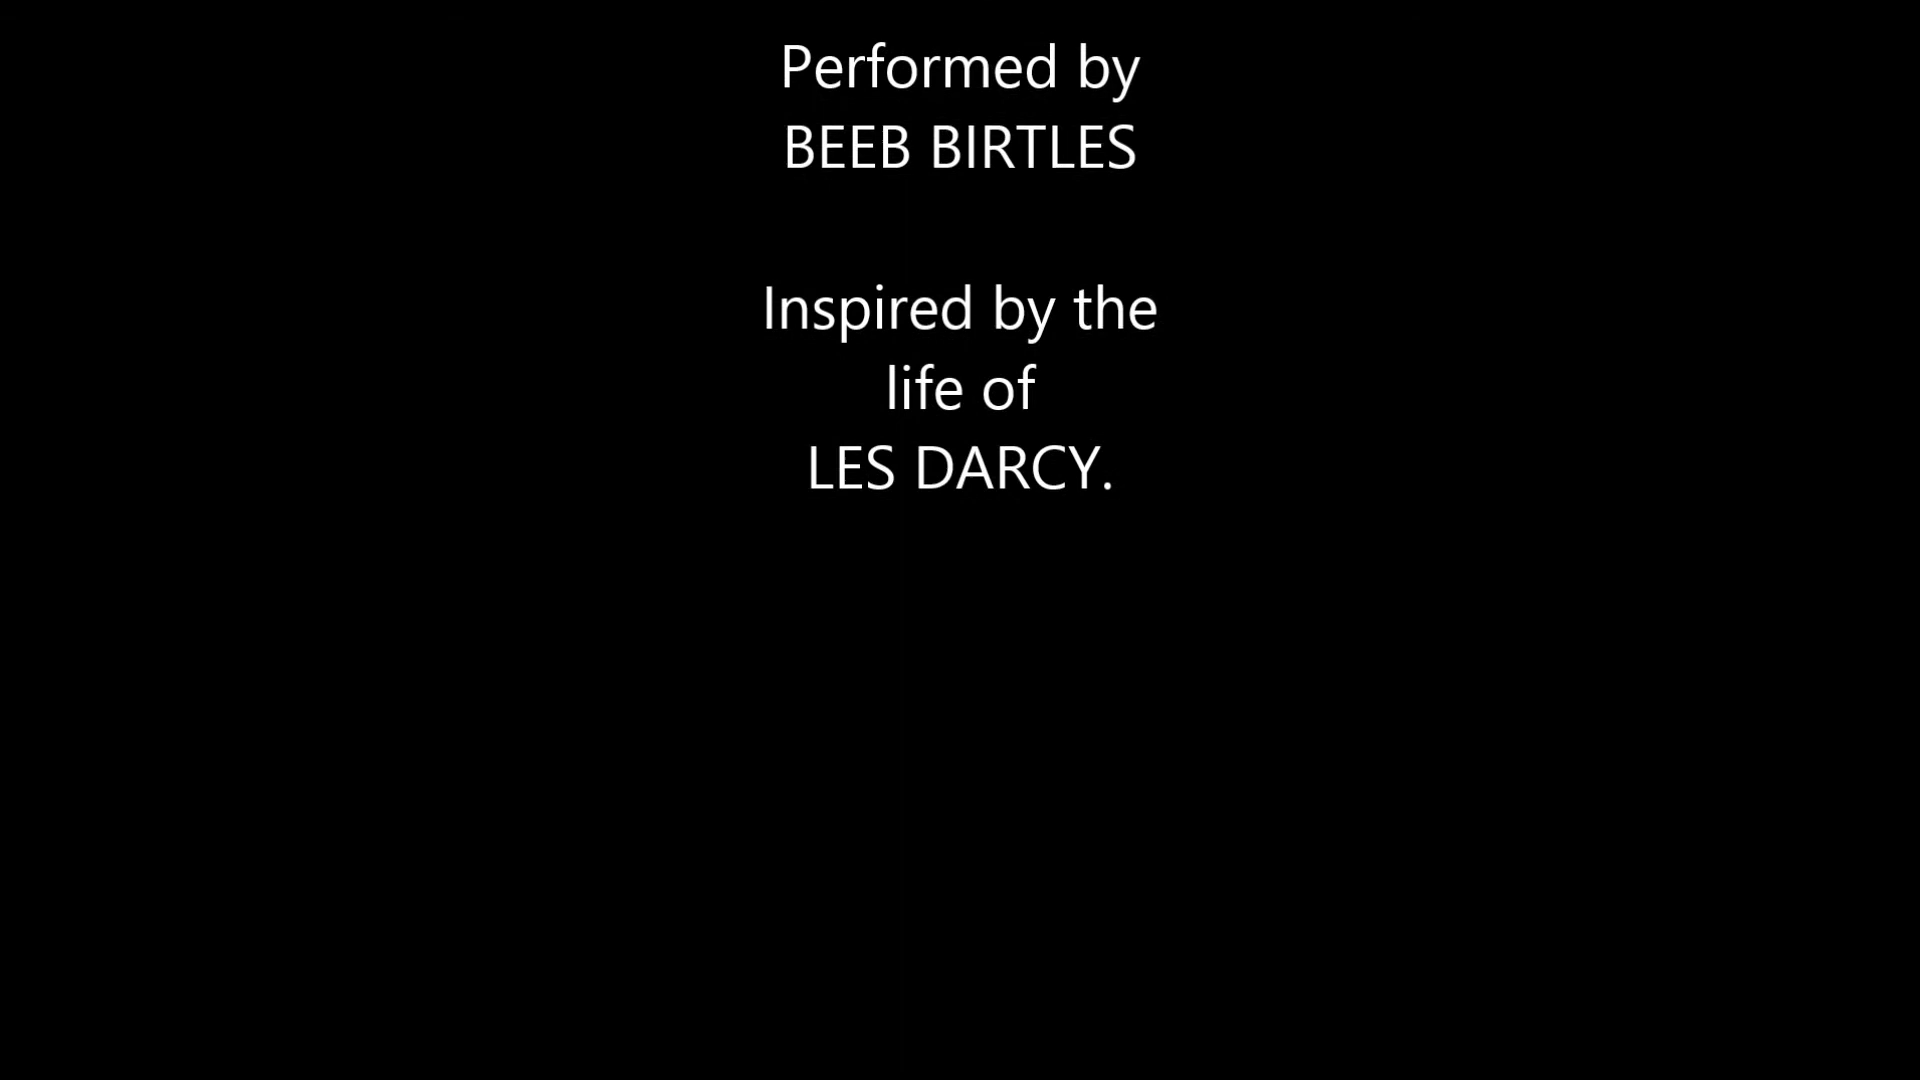 Performed by
BEEB BIRTLES
Inspired by the
life of
LES DARCY.